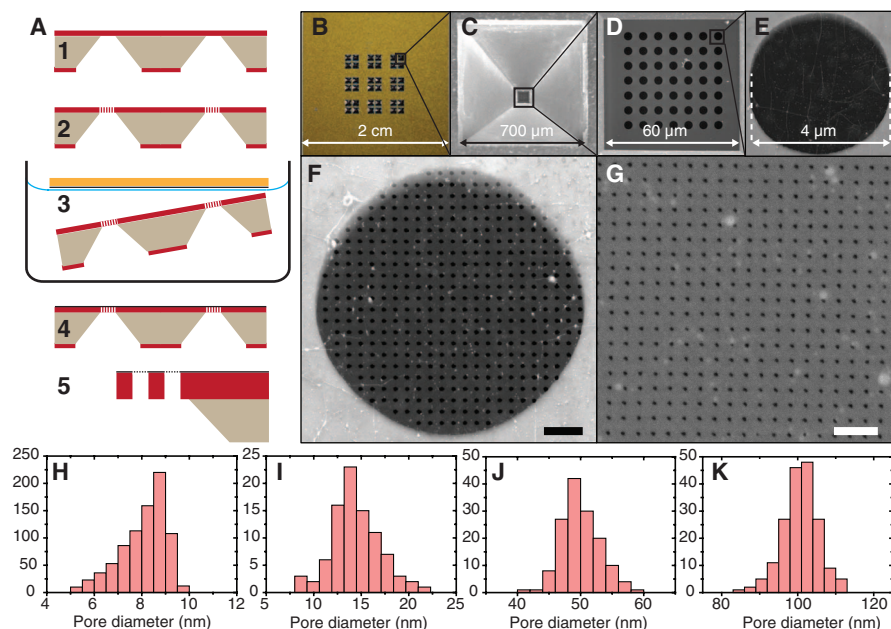 A
1
2
3
4
5
B
2 cm
C
700 µm
D
60 µm
E
4 µm
F
G
H
250
200
150
100
50
0
4 6 8 10 12
Pore diameter (nm)
I
25
20
15
10
5
0
5 10 15 20 25
Pore diameter (nm)
J
50
40
30
20
10
0
40 50 60
Pore diameter (nm)
K
50
40
30
20
10
0
80 100 120
Pore diameter (nm)